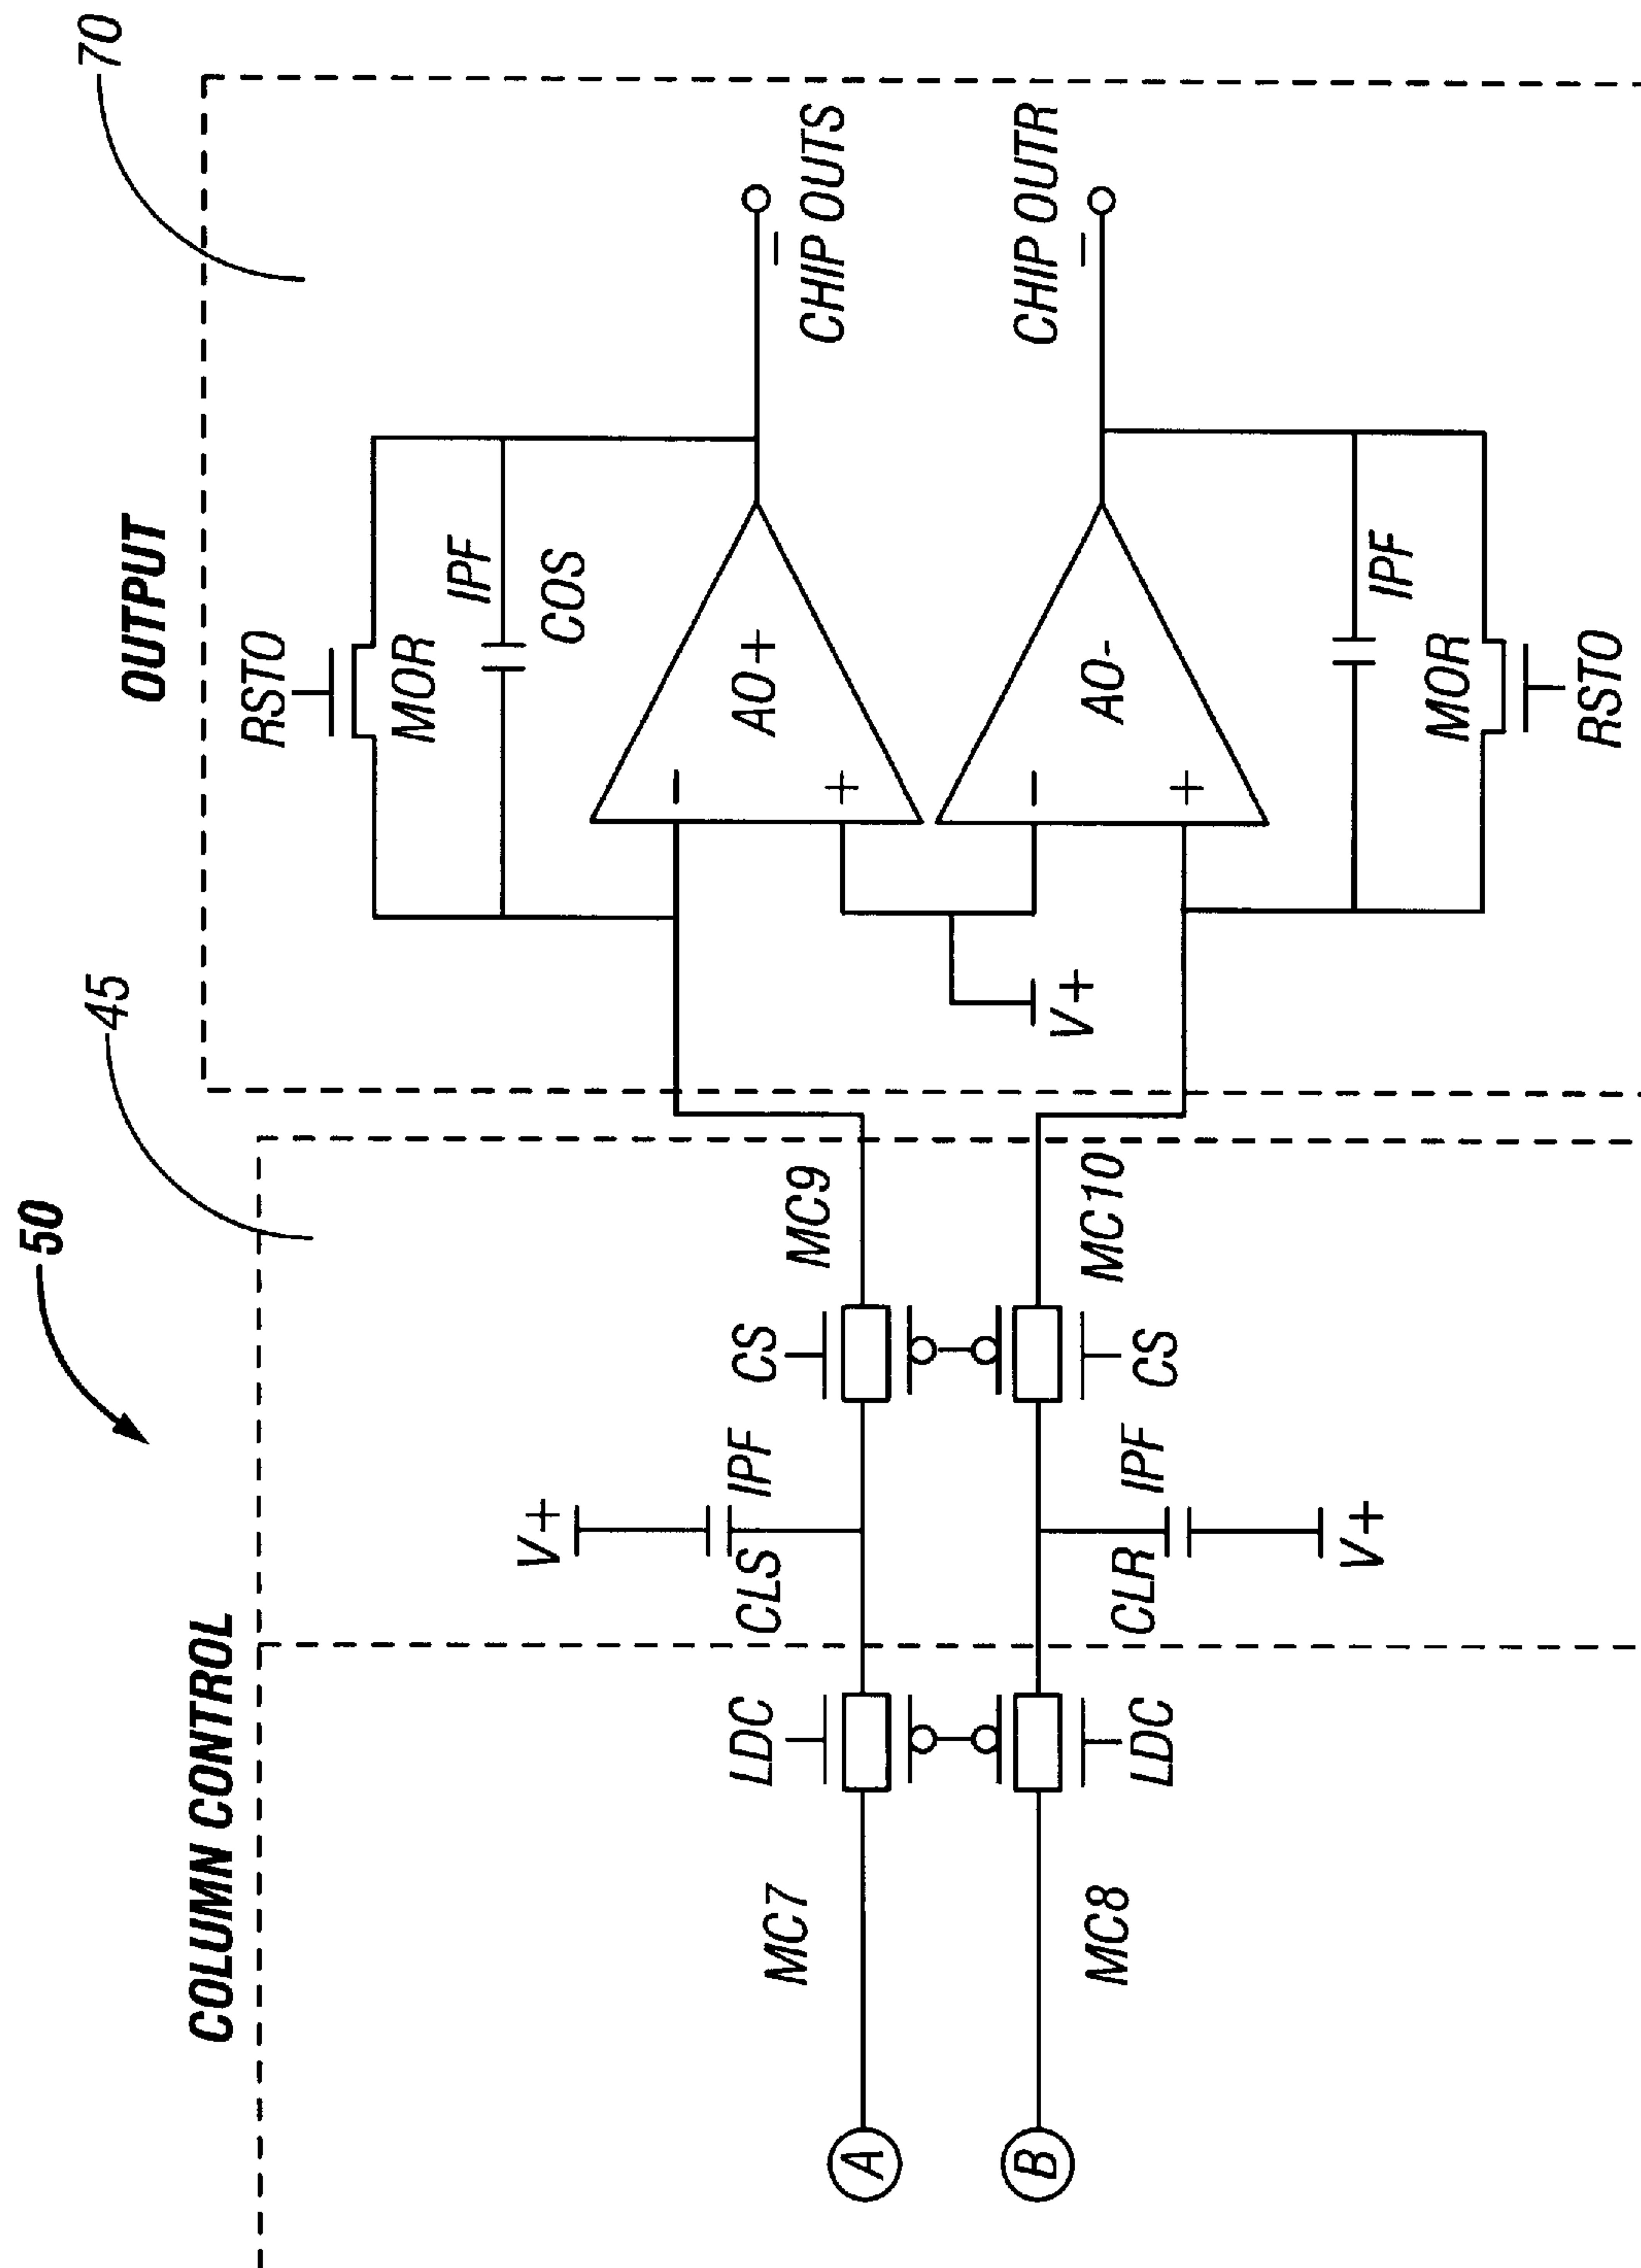 50
45
70
COLUMN CONTROL
OUTPUT
RSTO
MOR
IPF
COS
V+
CLS
IPF
LDC
CS
MC7
MC9
A
−
AO+
+
CHIP OUTS
B
MC8
MC10
LDC
CS
CLR
IPF
V+
V+
−
AO-
+
CHIP OUTR
IPF
MOR
RSTO